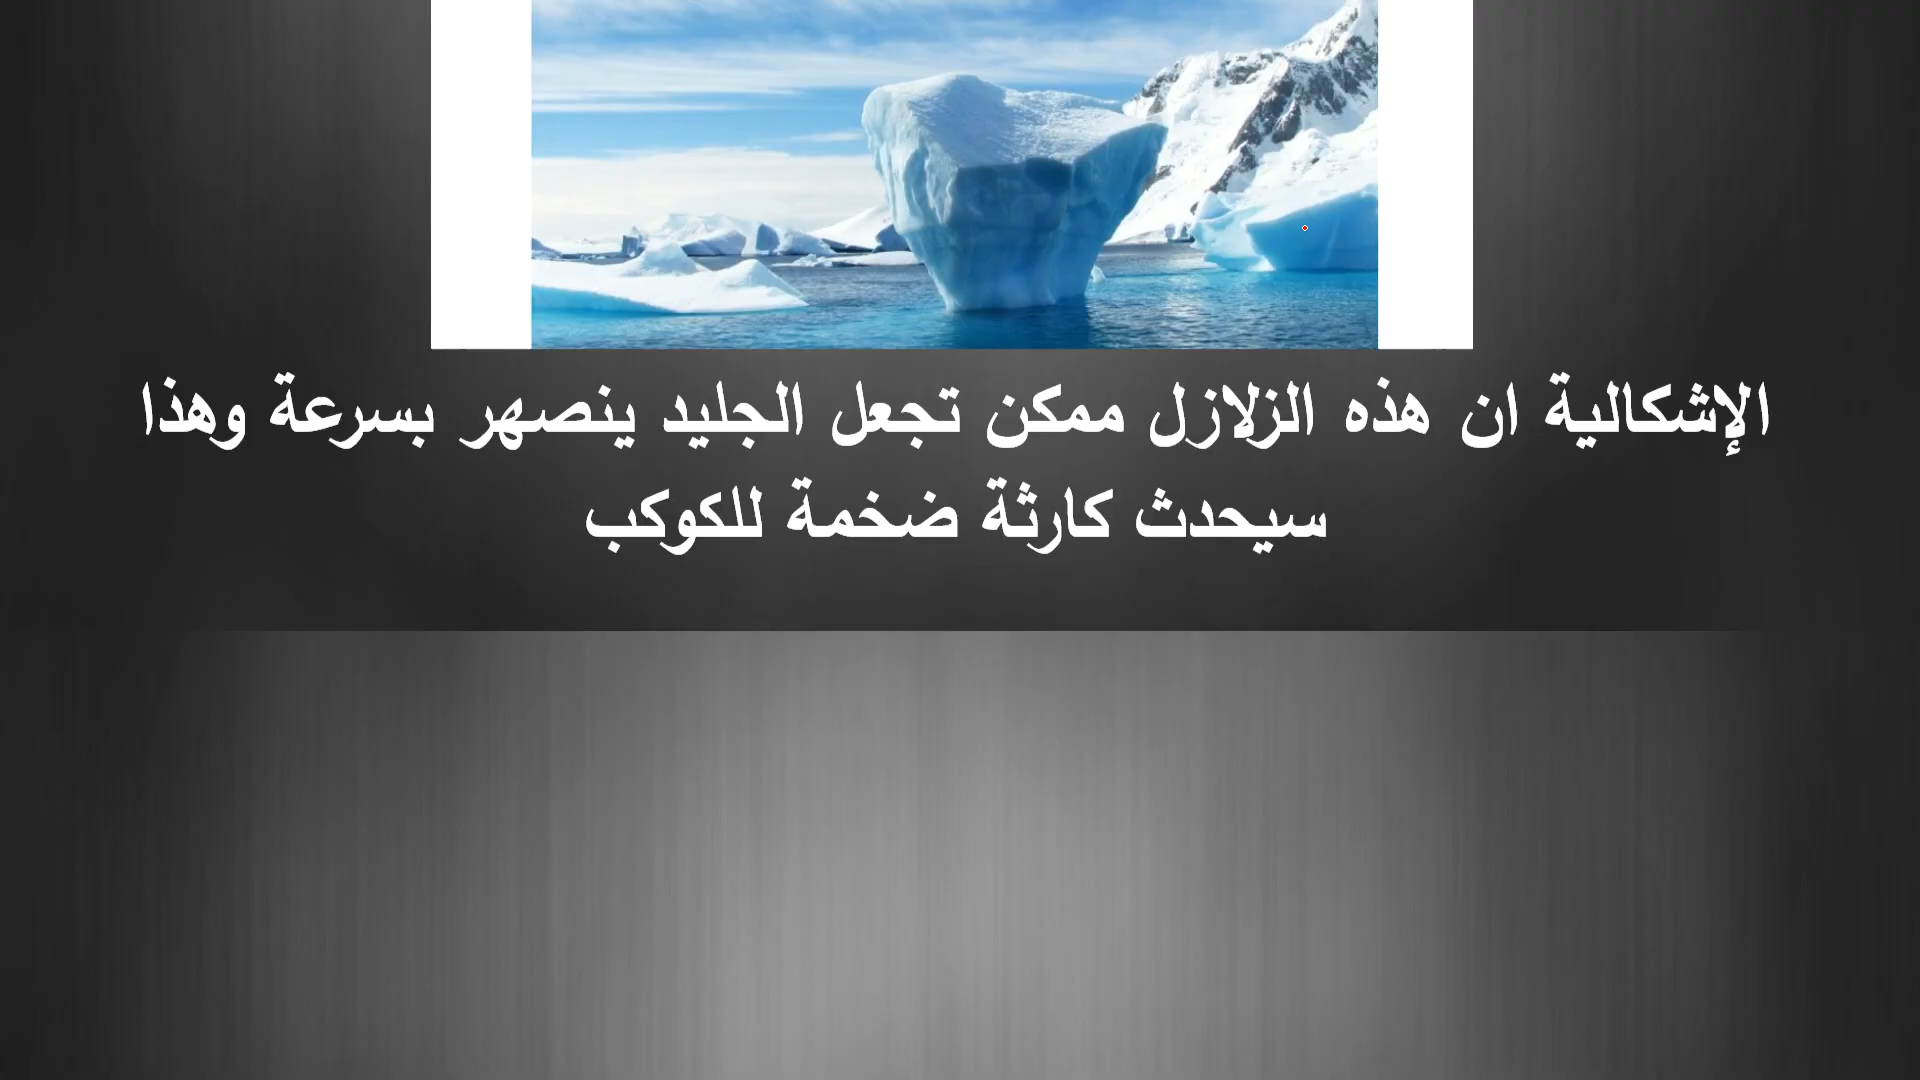 الإشكالية ان هذه الزلازل ممكن تجعل الجليد ينصهر بسرعة وهذا
سيحدث كارثة ضخمة للكوكب